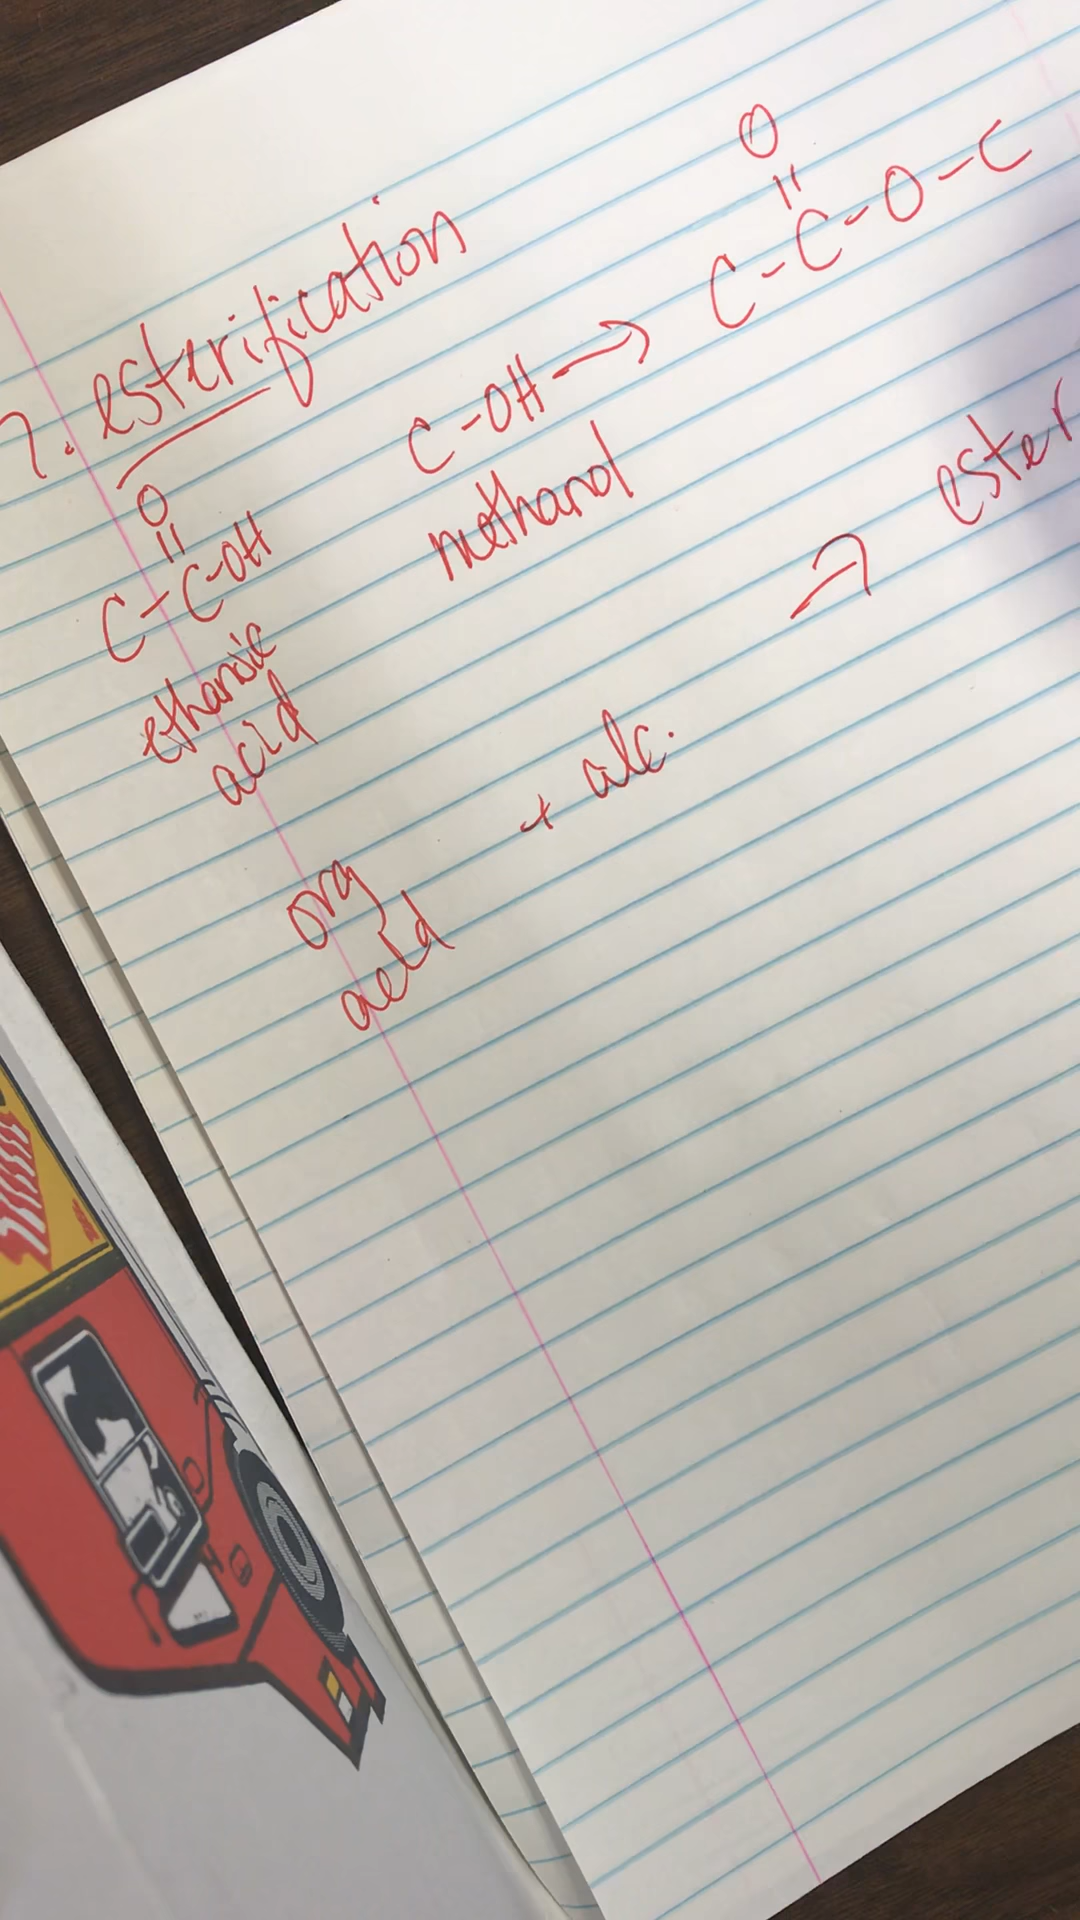 7. esterification
O
O
||
||
C-C-OH
C-OH → C-C-O-C
ethanoic
acid
methanol
org
acid
+ alc.
→ ester